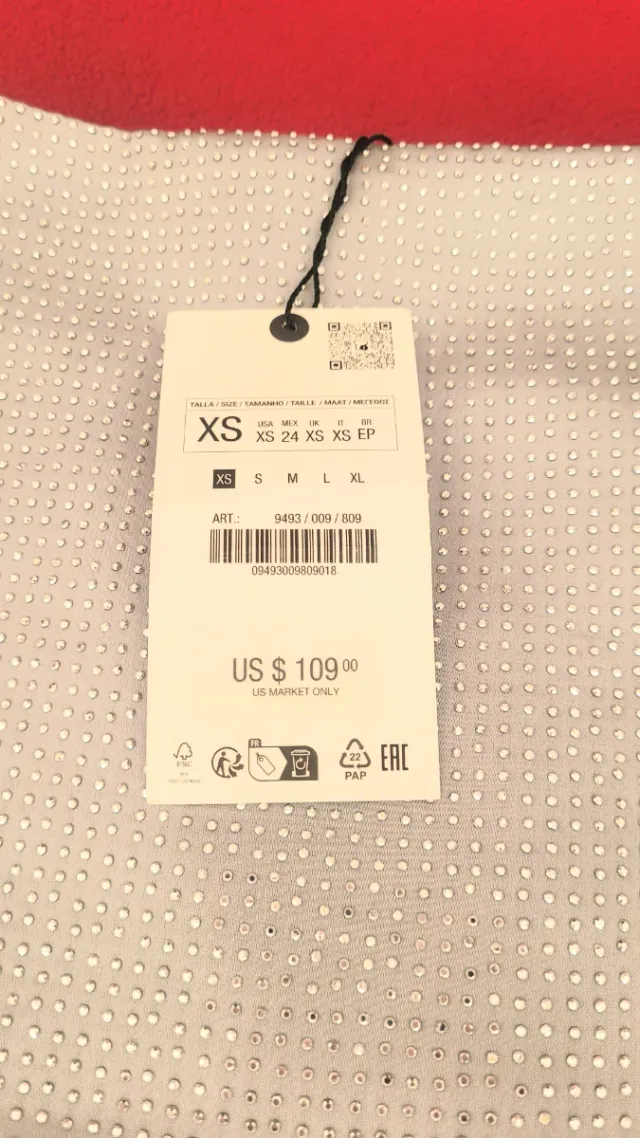 TALLA / SIZE / TAMANHO / TAILLE / MAAT / ΜΕΓΕΘΟΣ
XS
USA MEX UK IT BR
XS 24 XS XS EP
XS S M L XL
ART.: 9493 / 009 / 809
09493009809018
US $ 109 00
US MARKET ONLY
FSC
FR
22
PAP
EAC